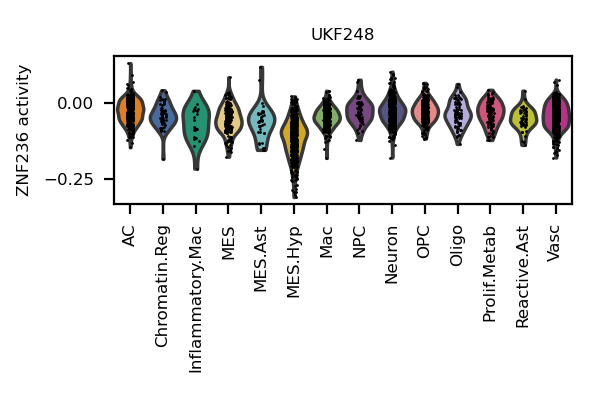 UKF248
ZNF236 activity
0.00
−0.25
AC
Chromatin.Reg
Inflammatory.Mac
MES
MES.Ast
MES.Hyp
Mac
NPC
Neuron
OPC
Oligo
Prolif.Metab
Reactive.Ast
Vasc